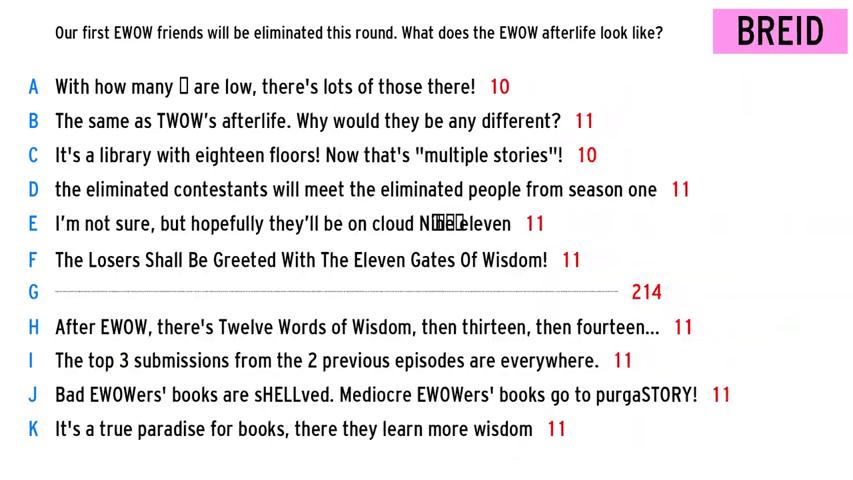 Our first EWOW friends will be eliminated this round. What does the EWOW afterlife look like?
BREID
A With how many are low, there's lots of those there! 10
B The same as TWOW’s afterlife. Why would they be any different? 11
C It's a library with eighteen floors! Now that's "multiple stories"! 10
D the eliminated contestants will meet the eliminated people from season one 11
E I’m not sure, but hopefully they’ll be on cloud eleven 11
F The Losers Shall Be Greeted With The Eleven Gates Of Wisdom! 11
G 214
H After EWOW, there's Twelve Words of Wisdom, then thirteen, then fourteen... 11
I The top 3 submissions from the 2 previous episodes are everywhere. 11
J Bad EWOWers' books are sHELLved. Mediocre EWOWers' books go to purgaSTORY! 11
K It's a true paradise for books, there they learn more wisdom 11